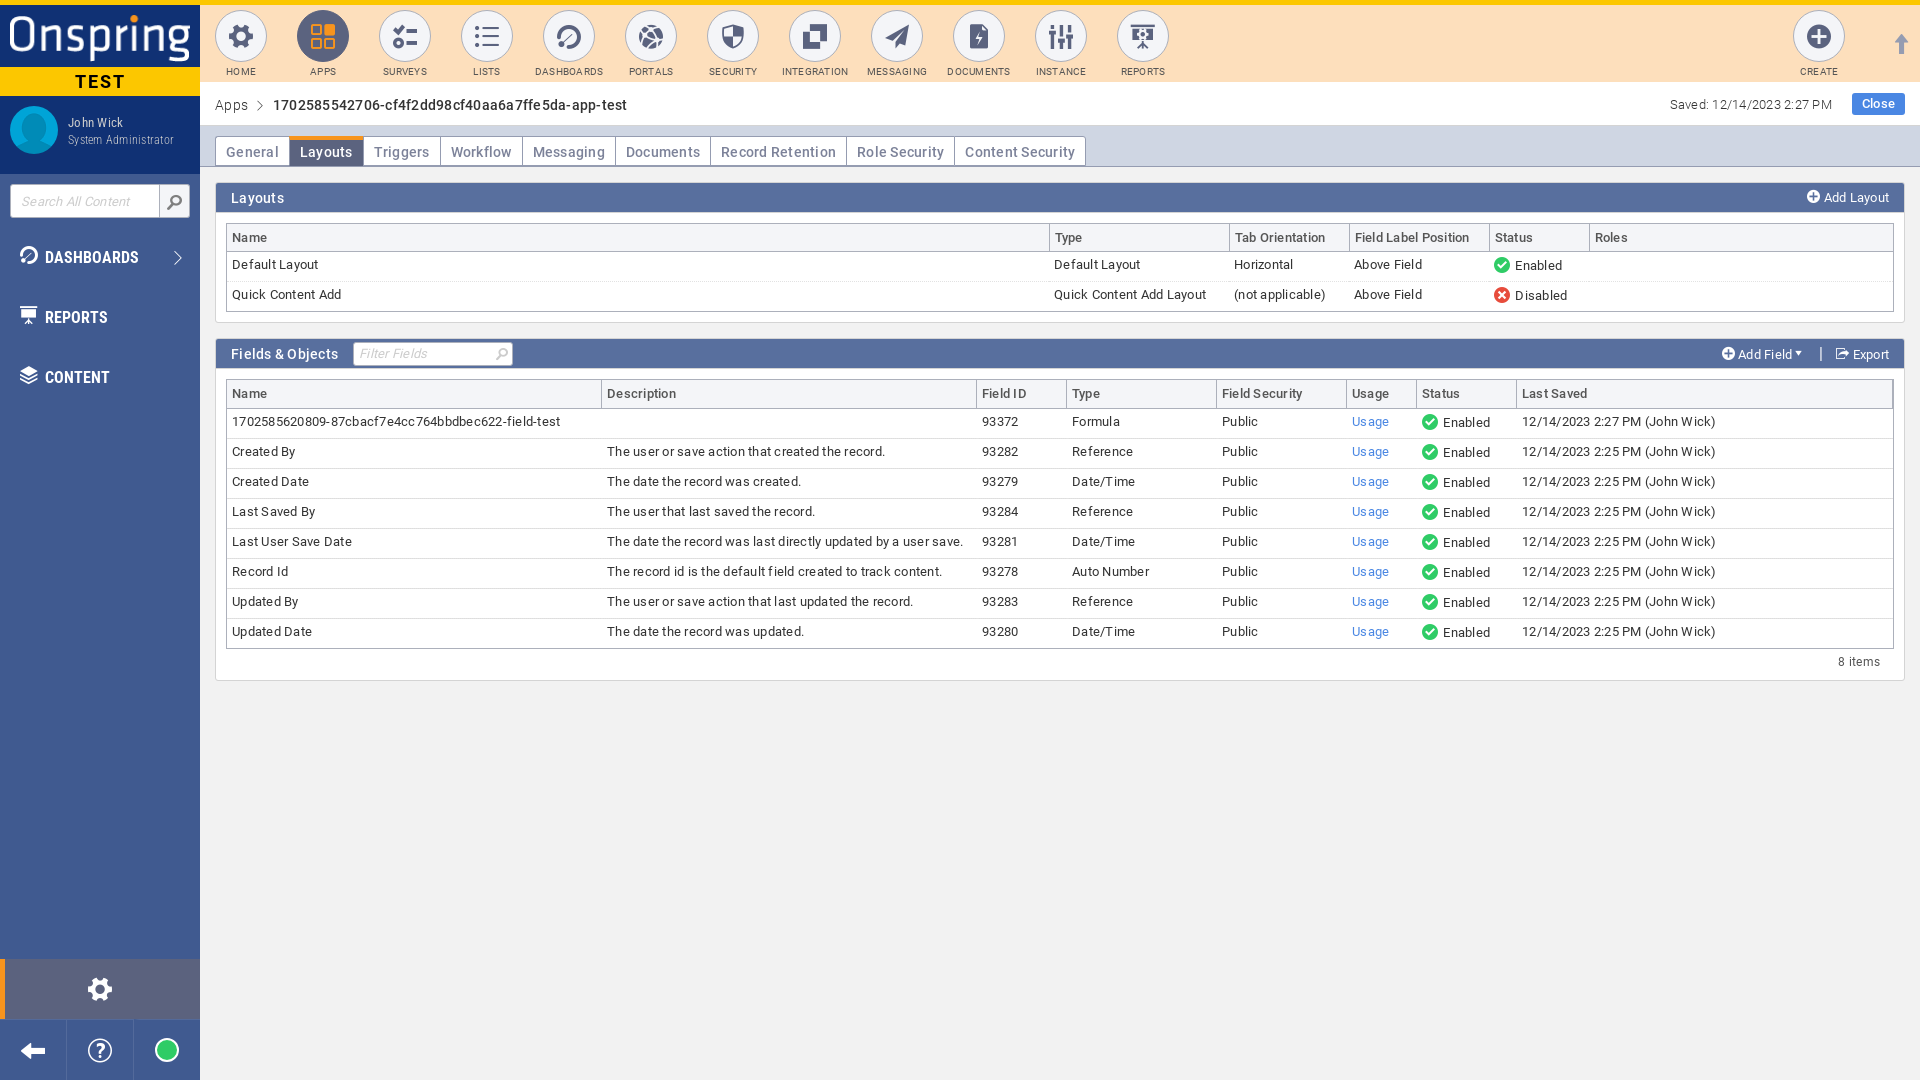 Onspring
TEST
John Wick
System Administrator
Search All Content
DASHBOARDS
REPORTS
CONTENT
HOME APPS SURVEYS LISTS DASHBOARDS PORTALS SECURITY INTEGRATION MESSAGING DOCUMENTS INSTANCE REPORTS CREATE
Apps 1702585542706-cf4f2dd98cf40aa6a7ffe5da-app-test Saved: 12/14/2023 2:27 PM Close
General Layouts Triggers Workflow Messaging Documents Record Retention Role Security Content Security
Layouts Add Layout
Name Type Tab Orientation Field Label Position Status Roles
Default Layout Default Layout Horizontal Above Field Enabled
Quick Content Add Quick Content Add Layout (not applicable) Above Field Disabled
Fields & Objects Filter Fields Add Field | Export
Name Description Field ID Type Field Security Usage Status Last Saved
1702585620809-87cbacf7e4cc764bbdbec622-field-test 93372 Formula Public Usage Enabled 12/14/2023 2:27 PM (John Wick)
Created By The user or save action that created the record. 93282 Reference Public Usage Enabled 12/14/2023 2:25 PM (John Wick)
Created Date The date the record was created. 93279 Date/Time Public Usage Enabled 12/14/2023 2:25 PM (John Wick)
Last Saved By The user that last saved the record. 93284 Reference Public Usage Enabled 12/14/2023 2:25 PM (John Wick)
Last User Save Date The date the record was last directly updated by a user save. 93281 Date/Time Public Usage Enabled 12/14/2023 2:25 PM (John Wick)
Record Id The record id is the default field created to track content. 93278 Auto Number Public Usage Enabled 12/14/2023 2:25 PM (John Wick)
Updated By The user or save action that last updated the record. 93283 Reference Public Usage Enabled 12/14/2023 2:25 PM (John Wick)
Updated Date The date the record was updated. 93280 Date/Time Public Usage Enabled 12/14/2023 2:25 PM (John Wick)
8 items